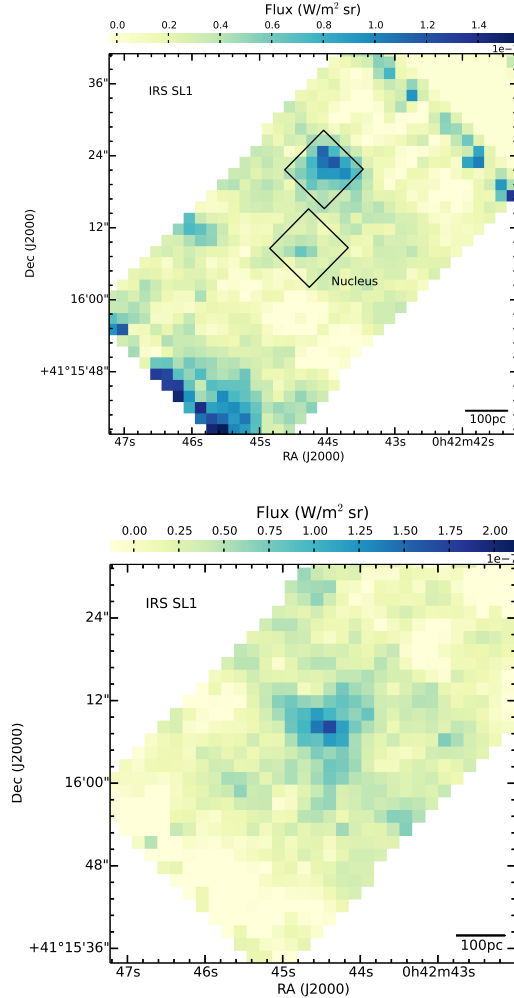 Flux (W/m² sr)
0.0 0.2 0.4 0.6 0.8 1.0 1.2 1.4
IRS SL1
36"
24"
12"
16'00"
+41°15'48"
Dec (J2000)
Nucleus
100pc
47s 46s 45s 44s 43s 0h42m42s
RA (J2000)
Flux (W/m² sr)
0.00 0.25 0.50 0.75 1.00 1.25 1.50 1.75 2.00
IRS SL1
24"
12"
16'00"
48"
+41°15'36"
Dec (J2000)
100pc
47s 46s 45s 44s 0h42m43s
RA (J2000)